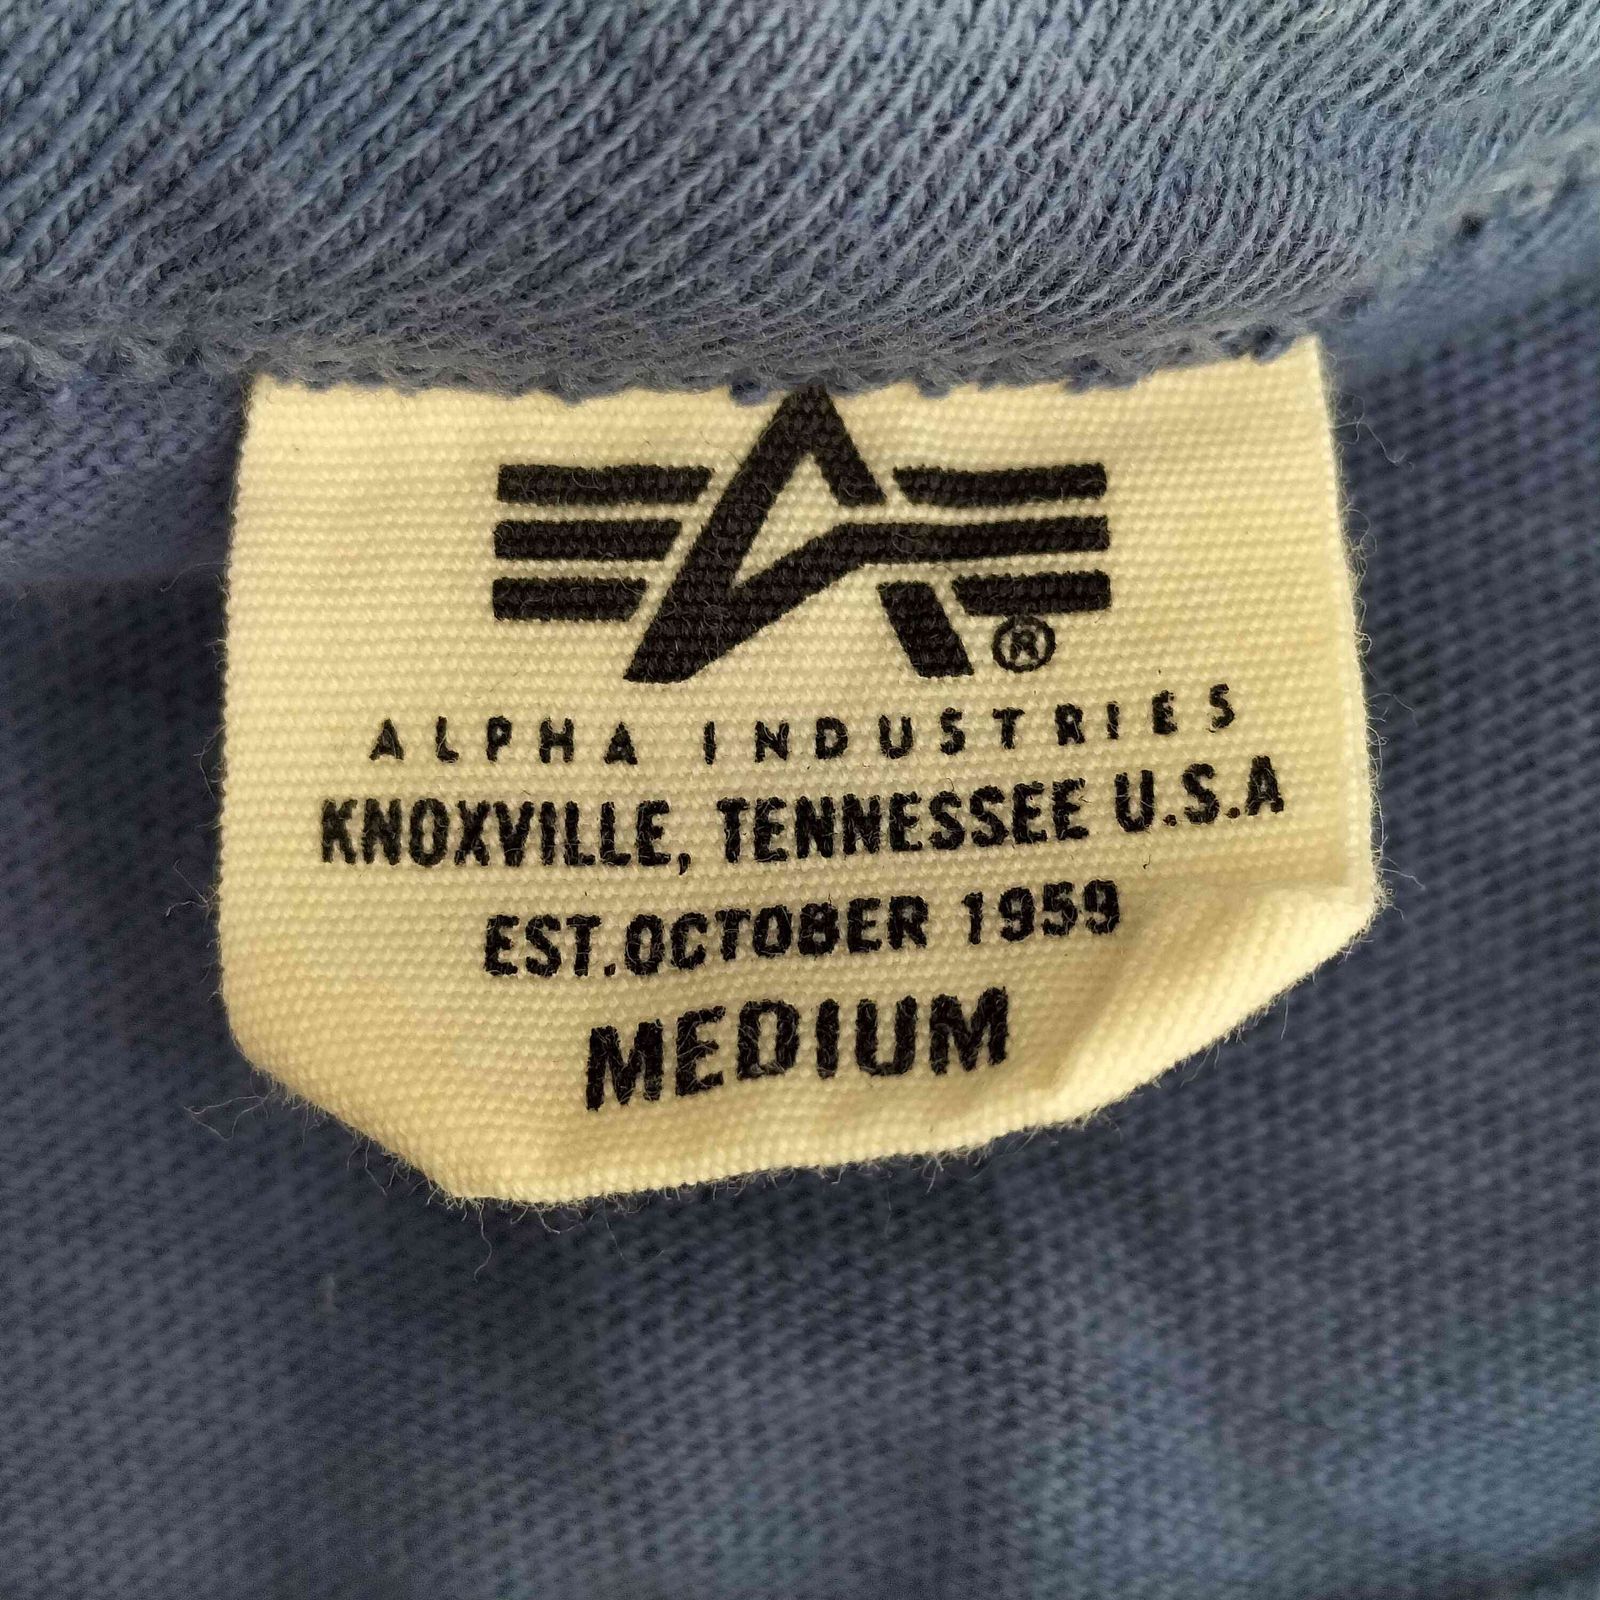 ®
ALPHA INDUSTRIES
KNOXVILLE, TENNESSEE U.S.A
EST.OCTOBER 1959
MEDIUM